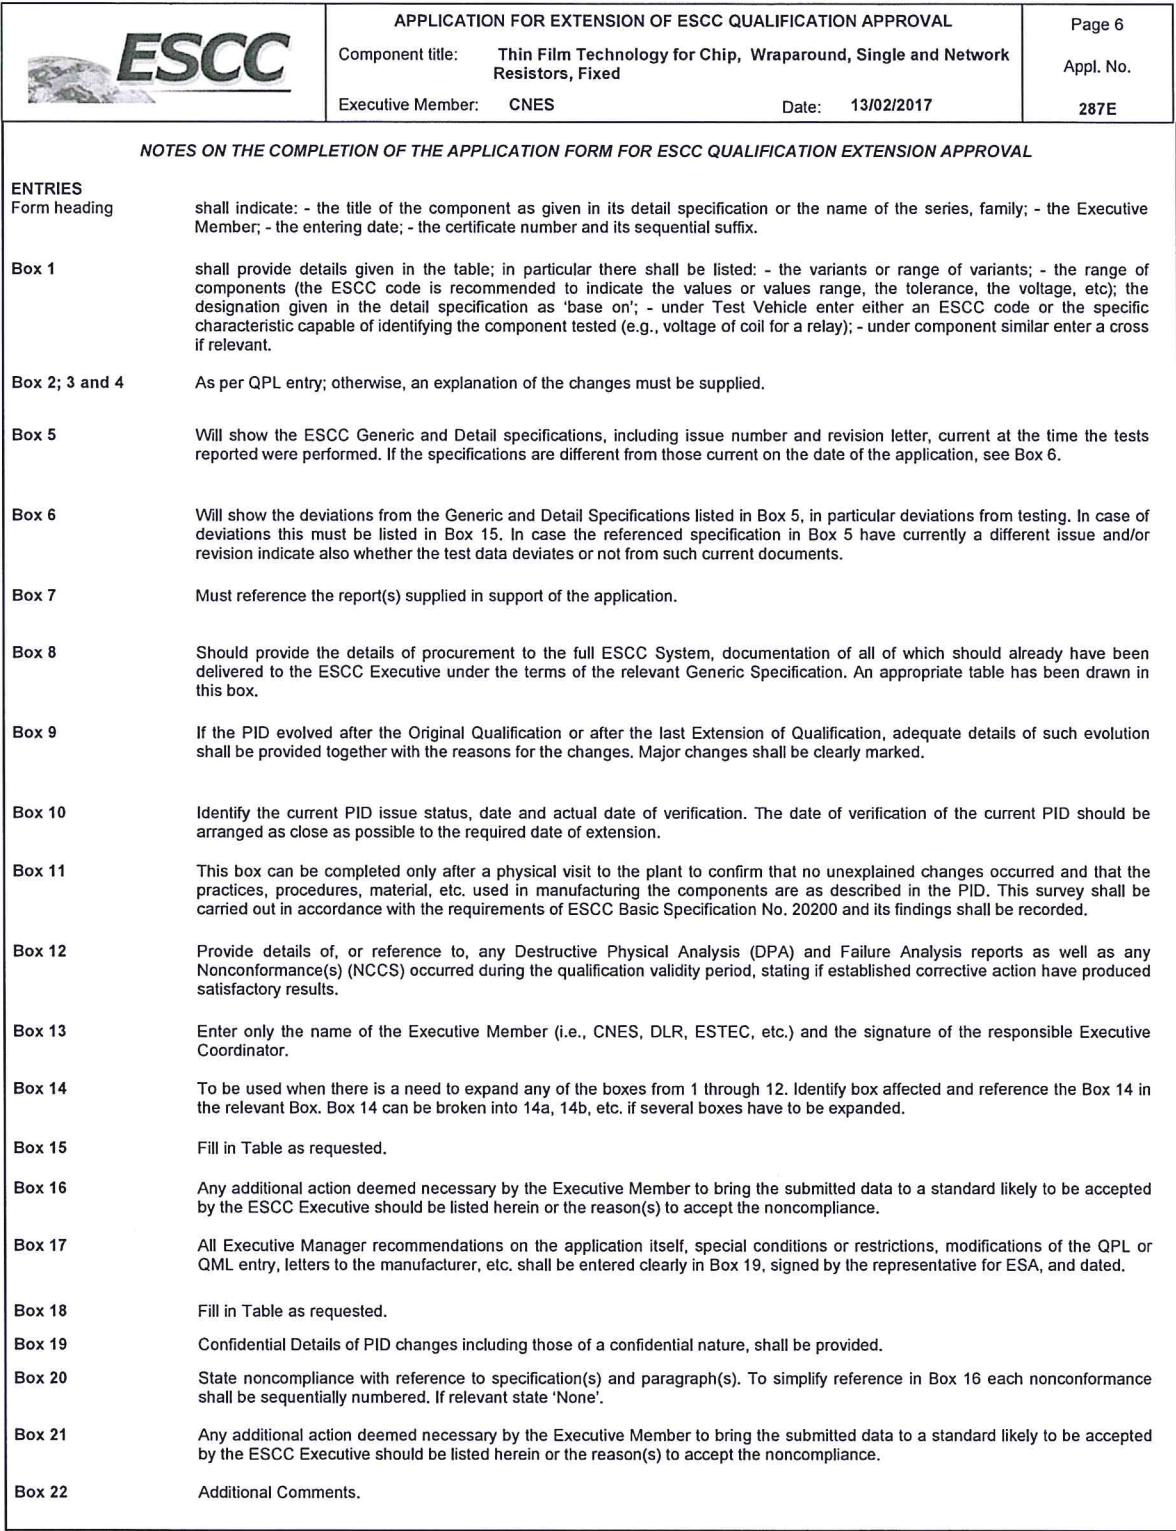 ESCC
APPLICATION FOR EXTENSION OF ESCC QUALIFICATION APPROVAL
Component title: Thin Film Technology for Chip, Wraparound, Single and Network
Resistors, Fixed
Executive Member: CNES Date: 13/02/2017
Page 6
Appl. No.
287E
NOTES ON THE COMPLETION OF THE APPLICATION FORM FOR ESCC QUALIFICATION EXTENSION APPROVAL
ENTRIES
Form heading shall indicate: - the title of the component as given in its detail specification or the name of the series, family; - the Executive
Member; - the entering date; - the certificate number and its sequential suffix.
Box 1 shall provide details given in the table; in particular there shall be listed: - the variants or range of variants; - the range of
components (the ESCC code is recommended to indicate the values or values range, the tolerance, the voltage, etc); the
designation given in the detail specification as 'base on'; - under Test Vehicle enter either an ESCC code or the specific
characteristic capable of identifying the component tested (e.g., voltage of coil for a relay); - under component similar enter a cross
if relevant.
Box 2; 3 and 4 As per QPL entry; otherwise, an explanation of the changes must be supplied.
Box 5 Will show the ESCC Generic and Detail specifications, including issue number and revision letter, current at the time the tests
reported were performed. If the specifications are different from those current on the date of the application, see Box 6.
Box 6 Will show the deviations from the Generic and Detail Specifications listed in Box 5, in particular deviations from testing. In case of
deviations this must be listed in Box 15. In case the referenced specification in Box 5 have currently a different issue and/or
revision indicate also whether the test data deviates or not from such current documents.
Box 7 Must reference the report(s) supplied in support of the application.
Box 8 Should provide the details of procurement to the full ESCC System, documentation of all of which should already have been
delivered to the ESCC Executive under the terms of the relevant Generic Specification. An appropriate table has been drawn in
this box.
Box 9 If the PID evolved after the Original Qualification or after the last Extension of Qualification, adequate details of such evolution
shall be provided together with the reasons for the changes. Major changes shall be clearly marked.
Box 10 Identify the current PID issue status, date and actual date of verification. The date of verification of the current PID should be
arranged as close as possible to the required date of extension.
Box 11 This box can be completed only after a physical visit to the plant to confirm that no unexplained changes occurred and that the
practices, procedures, material, etc. used in manufacturing the components are as described in the PID. This survey shall be
carried out in accordance with the requirements of ESCC Basic Specification No. 20200 and its findings shall be recorded.
Box 12 Provide details of, or reference to, any Destructive Physical Analysis (DPA) and Failure Analysis reports as well as any
Nonconformance(s) (NCCS) occurred during the qualification validity period, stating if established corrective action have produced
satisfactory results.
Box 13 Enter only the name of the Executive Member (i.e., CNES, DLR, ESTEC, etc.) and the signature of the responsible Executive
Coordinator.
Box 14 To be used when there is a need to expand any of the boxes from 1 through 12. Identify box affected and reference the Box 14 in
the relevant Box. Box 14 can be broken into 14a, 14b, etc. if several boxes have to be expanded.
Box 15 Fill in Table as requested.
Box 16 Any additional action deemed necessary by the Executive Member to bring the submitted data to a standard likely to be accepted
by the ESCC Executive should be listed herein or the reason(s) to accept the noncompliance.
Box 17 All Executive Manager recommendations on the application itself, special conditions or restrictions, modifications of the QPL or
QML entry, letters to the manufacturer, etc. shall be entered clearly in Box 19, signed by the representative for ESA, and dated.
Box 18 Fill in Table as requested.
Box 19 Confidential Details of PID changes including those of a confidential nature, shall be provided.
Box 20 State noncompliance with reference to specification(s) and paragraph(s). To simplify reference in Box 16 each nonconformance
shall be sequentially numbered. If relevant state 'None'.
Box 21 Any additional action deemed necessary by the Executive Member to bring the submitted data to a standard likely to be accepted
by the ESCC Executive should be listed herein or the reason(s) to accept the noncompliance.
Box 22 Additional Comments.